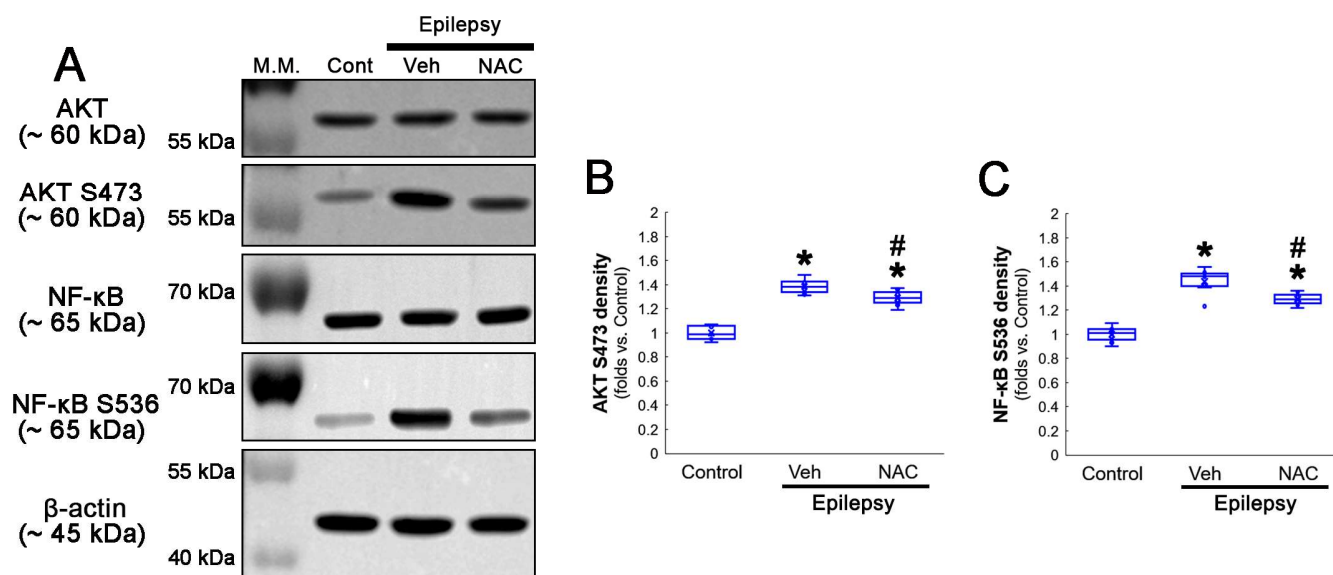 A
Epilepsy
M.M. Cont Veh NAC
AKT
(~ 60 kDa)
55 kDa
AKT S473
(~ 60 kDa)
55 kDa
NF-κB
(~ 65 kDa)
70 kDa
NF-κB S536
(~ 65 kDa)
70 kDa
β-actin
(~ 45 kDa)
55 kDa
40 kDa
B
AKT S473 density
(folds vs. Control)
2
1.8
1.6
1.4
1.2
1
0.8
0.6
0.4
0.2
0
*
#
*
Control Veh NAC
Epilepsy
C
NF-κB S536 density
(folds vs. Control)
2
1.8
1.6
1.4
1.2
1
0.8
0.6
0.4
0.2
0
*
#
*
Control Veh NAC
Epilepsy